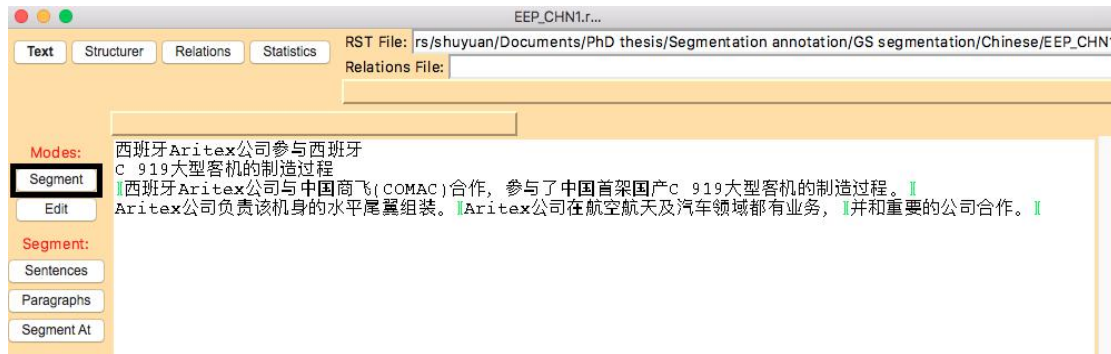 EEP_CHN1.r...
Text Structurer Relations Statistics RST File: rs/shuyuan/Documents/PhD thesis/Segmentation annotation/GS segmentation/Chinese/EEP_CHN1
Relations File:
Modes:
Segment
Edit
Segment:
Sentences
Paragraphs
Segment At
西班牙Aritex公司参与西班牙
C 919大型客机的制造过程
西班牙Aritex公司与中国商飞(COMAC)合作，参与了中国首架国产C 919大型客机的制造过程。
Aritex公司负责该机身的水平尾翼组装。Aritex公司在航空航天及汽车领域都有业务，并和重要的公司合作。